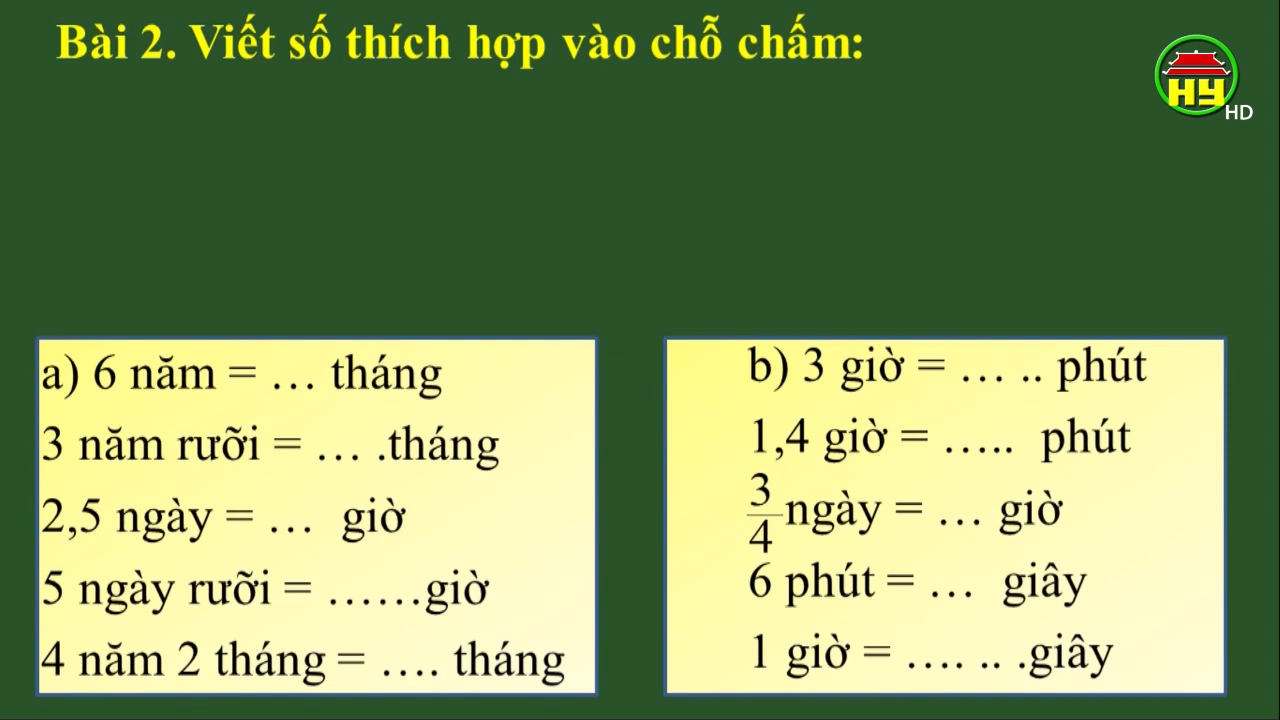 Bài 2. Viết số thích hợp vào chỗ chấm:
HY
HD
a) 6 năm = … tháng
3 năm rưỡi = … .tháng
2,5 ngày = … giờ
5 ngày rưỡi = ……giờ
4 năm 2 tháng = …. tháng
b) 3 giờ = … .. phút
1,4 giờ = ….. phút
3/4 ngày = … giờ
6 phút = … giây
1 giờ = …. .. .giây